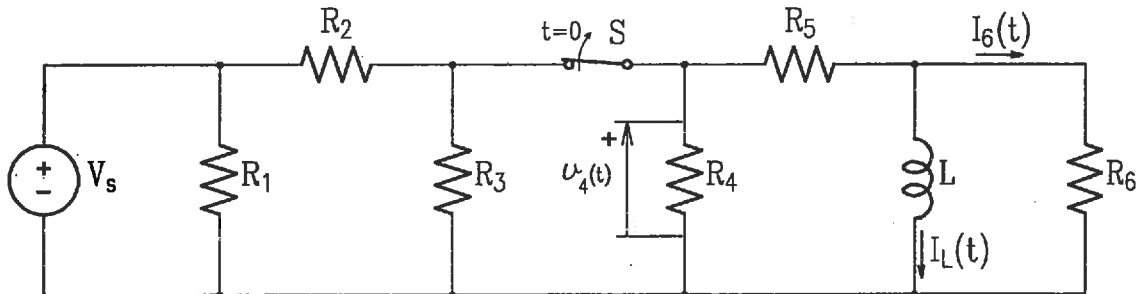 R2
t=0 S
R5
I6(t)
+
−
Vs
R1
R3
+
υ4(t)
R4
L
R6
IL(t)